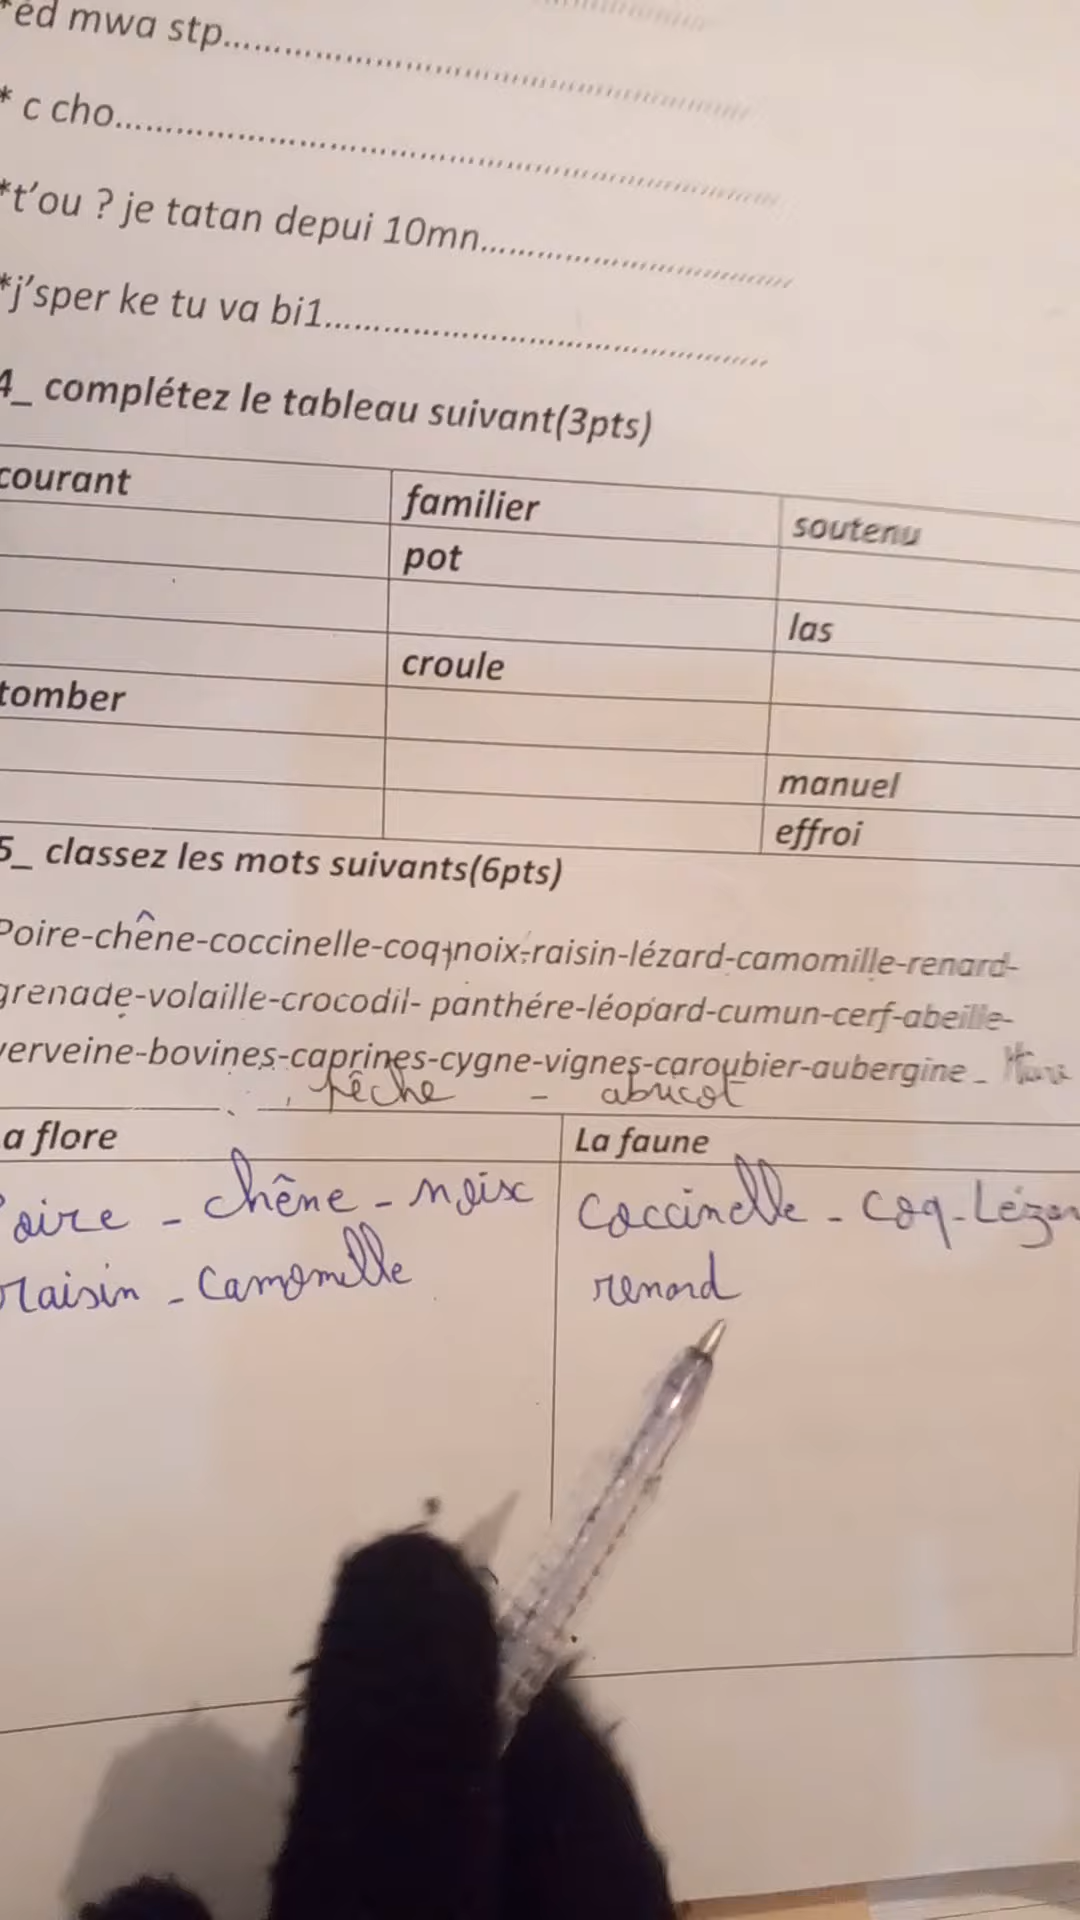 *éd mwa stp...............................................
* c cho...............................................
*t'ou ? je tatan depui 10mn...............................
*j'sper ke tu va bi1...............................
4_ complétez le tableau suivant(3pts)
courant familier soutenu
pot
las
croule
tomber
manuel
effroi
5_ classez les mots suivants(6pts)
Poire-chêne-coccinelle-coq-noix-raisin-lézard-camomille-renard-
grenade-volaille-crocodil- panthére-léopard-cumun-cerf-abeille-
verveine-bovines-caprines-cygne-vignes-caroubier-aubergine -
pêche - abricot
a flore La faune
oire - chêne - noix coccinelle - coq - Lézar
raisin - camomille renard